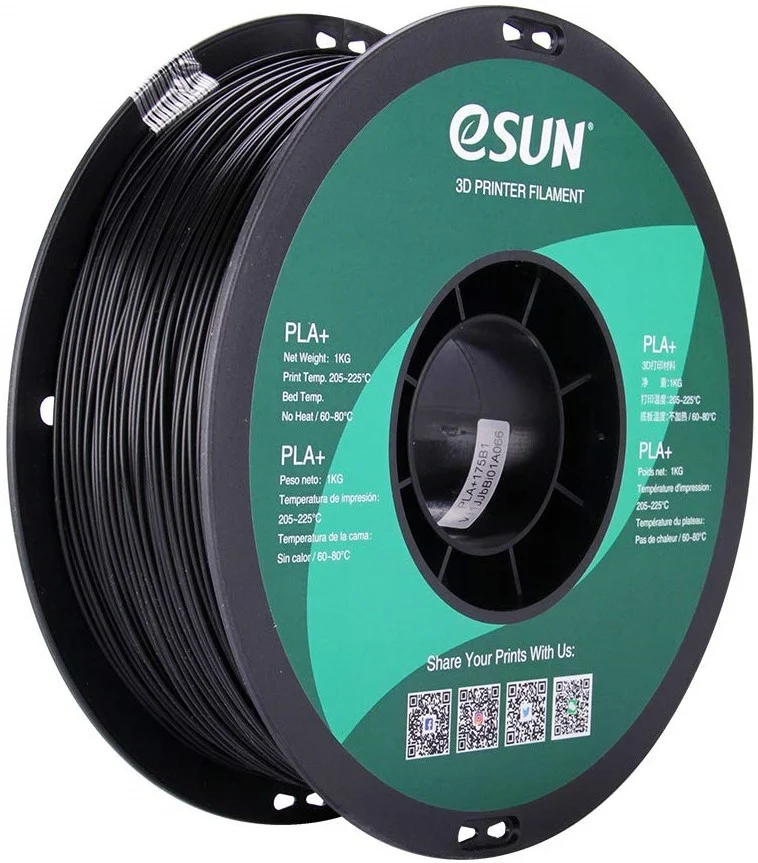 eSUN®
3D PRINTER FILAMENT
PLA+
Net Weight: 1KG
Print Temp. 205~225°C
Bed Temp.
No Heat / 60~80°C
PLA+
Peso neto: 1KG
Temperatura de impresión:
205~225°C
Temperatura de la cama:
Sin calor / 60~80°C
PLA+
3D打印材料
净 重:1KG
打印温度:205~225°C
底板温度:不加热 / 60~80°C
PLA+
Poids net: 1KG
Température d'impression:
205~225°C
Température du plateau:
Pas de chaleur / 60~80°C
PLA+175B1
Share Your Prints With Us: